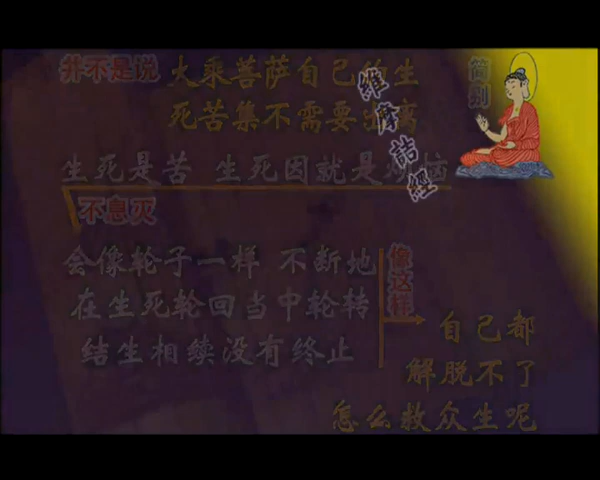 并不是说 大乘菩萨自己的生
死苦集不需要出离
简别
維摩詰經
生死是苦 生死因就是烦恼
不息灭
会像轮子一样 不断地
在生死轮回当中轮转
结生相续没有终止
像这样
自己都
解脱不了
怎么救众生呢